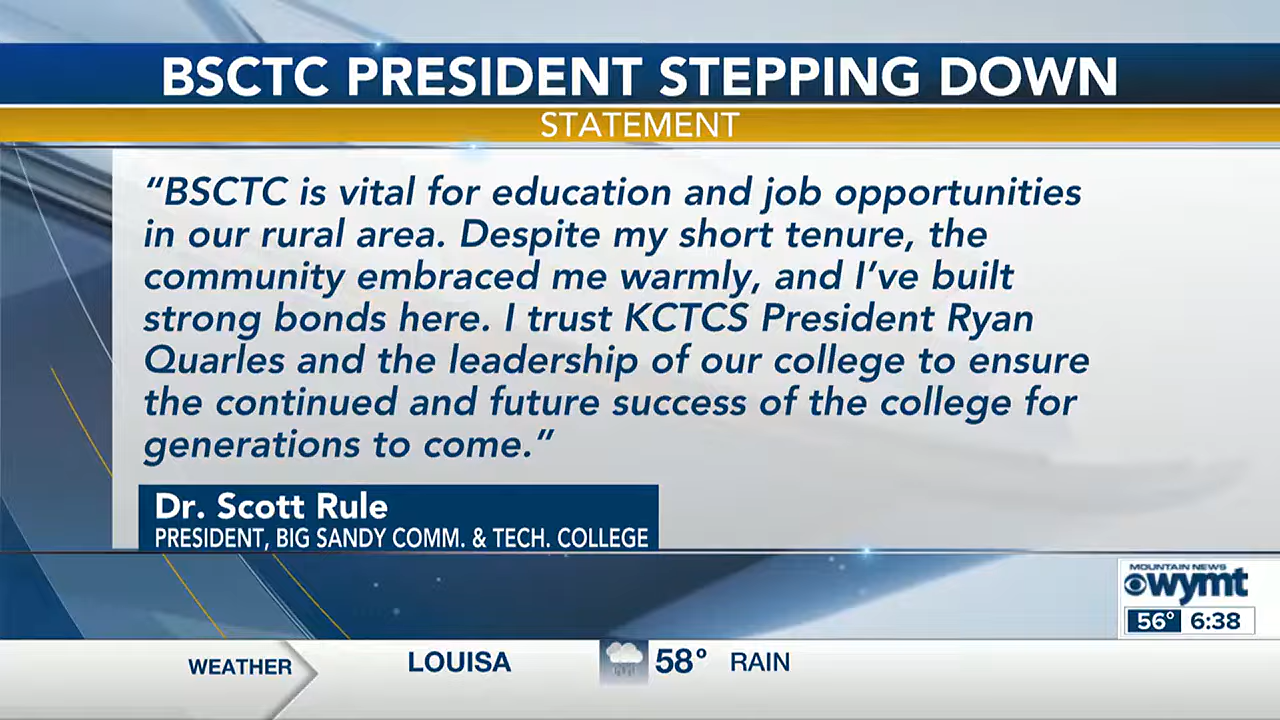 BSCTC PRESIDENT STEPPING DOWN
STATEMENT
“BSCTC is vital for education and job opportunities
in our rural area. Despite my short tenure, the
community embraced me warmly, and I’ve built
strong bonds here. I trust KCTCS President Ryan
Quarles and the leadership of our college to ensure
the continued and future success of the college for
generations to come.”
Dr. Scott Rule
PRESIDENT, BIG SANDY COMM. & TECH. COLLEGE
MOUNTAIN NEWS
wymt
56° 6:38
WEATHER LOUISA 58° RAIN